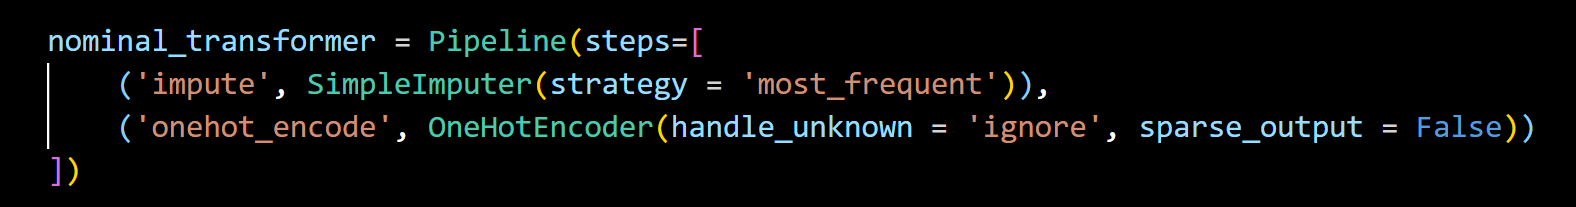 nominal_transformer = Pipeline(steps=[
    ('impute', SimpleImputer(strategy = 'most_frequent')),
    ('onehot_encode', OneHotEncoder(handle_unknown = 'ignore', sparse_output = False))
])